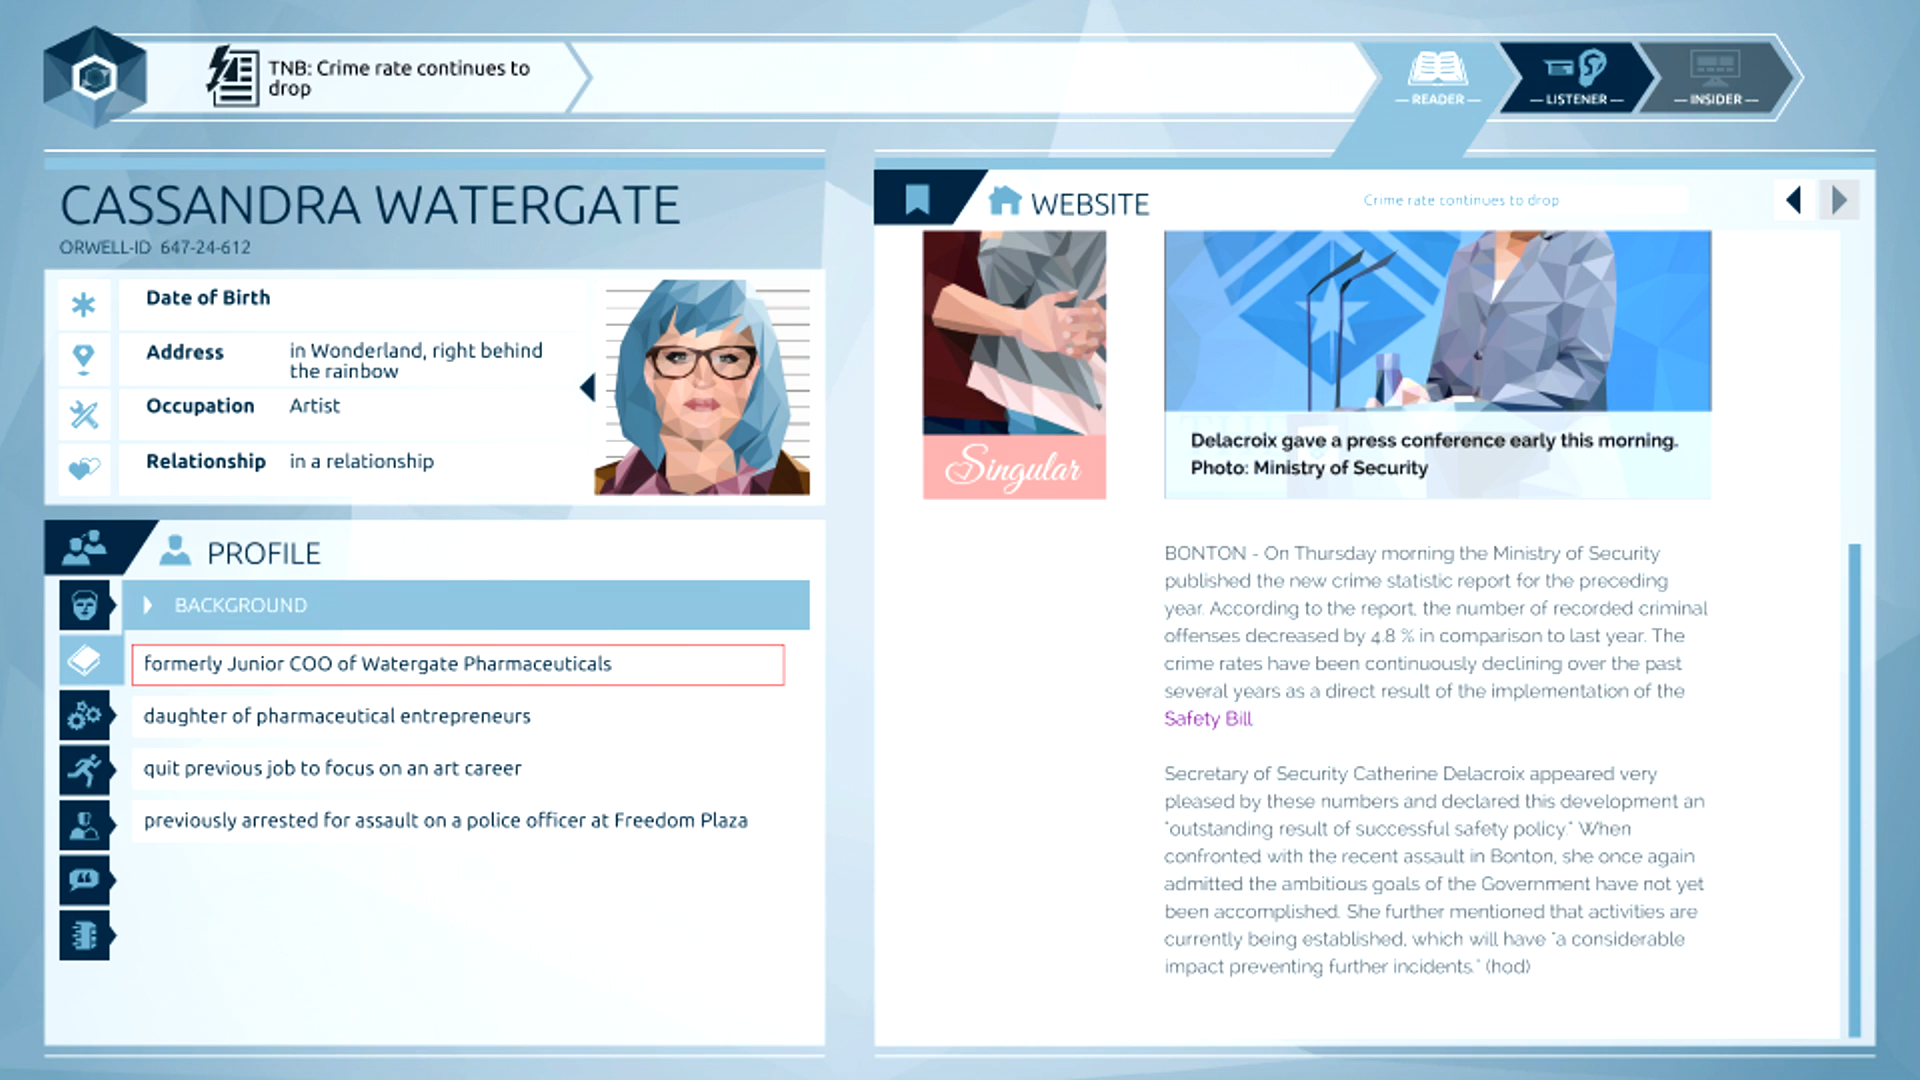 TNB: Crime rate continues to
drop
— READER —
— LISTENER —
— INSIDER —
CASSANDRA WATERGATE
ORWELL-ID 647-24-612
Date of Birth
Address in Wonderland, right behind
the rainbow
Occupation Artist
Relationship in a relationship
PROFILE
BACKGROUND
formerly Junior COO of Watergate Pharmaceuticals
daughter of pharmaceutical entrepreneurs
quit previous job to focus on an art career
previously arrested for assault on a police officer at Freedom Plaza
WEBSITE
Crime rate continues to drop
Singular
Delacroix gave a press conference early this morning.
Photo: Ministry of Security
BONTON - On Thursday morning the Ministry of Security
published the new crime statistic report for the preceding
year. According to the report, the number of recorded criminal
offenses decreased by 4.8 % in comparison to last year. The
crime rates have been continuously declining over the past
several years as a direct result of the implementation of the
Safety Bill
Secretary of Security Catherine Delacroix appeared very
pleased by these numbers and declared this development an
"outstanding result of successful safety policy." When
confronted with the recent assault in Bonton, she once again
admitted the ambitious goals of the Government have not yet
been accomplished. She further mentioned that activities are
currently being established, which will have "a considerable
impact preventing further incidents." (hod)